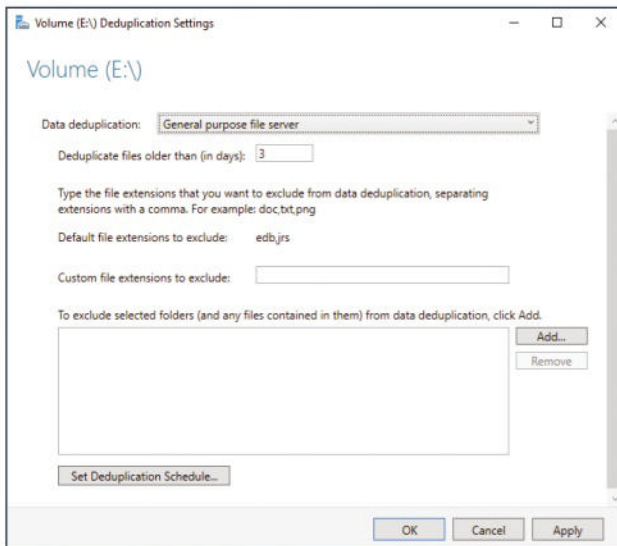 Volume (E:\) Deduplication Settings
Volume (E:\)
Data deduplication: General purpose file server
Deduplicate files older than (in days): 3
Type the file extensions that you want to exclude from data deduplication, separating
extensions with a comma. For example: doc,txt,png
Default file extensions to exclude: edb,jrs
Custom file extensions to exclude:
To exclude selected folders (and any files contained in them) from data deduplication, click Add.
Add...
Remove
Set Deduplication Schedule...
OK Cancel Apply